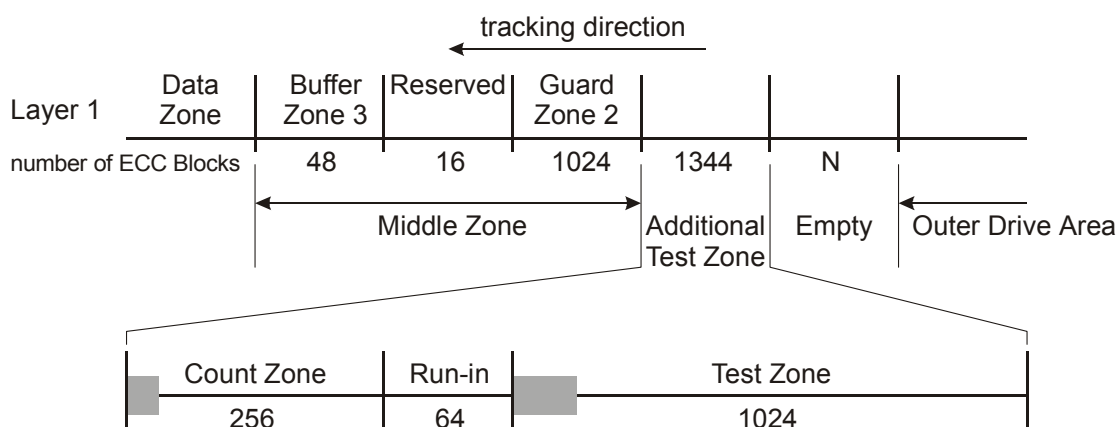 tracking direction
Layer 1
Data Zone
Buffer Zone 3
Reserved
Guard Zone 2
number of ECC Blocks
48
16
1024
1344
N
Middle Zone
Additional Test Zone
Empty
Outer Drive Area
Count Zone
Run-in
Test Zone
256
64
1024